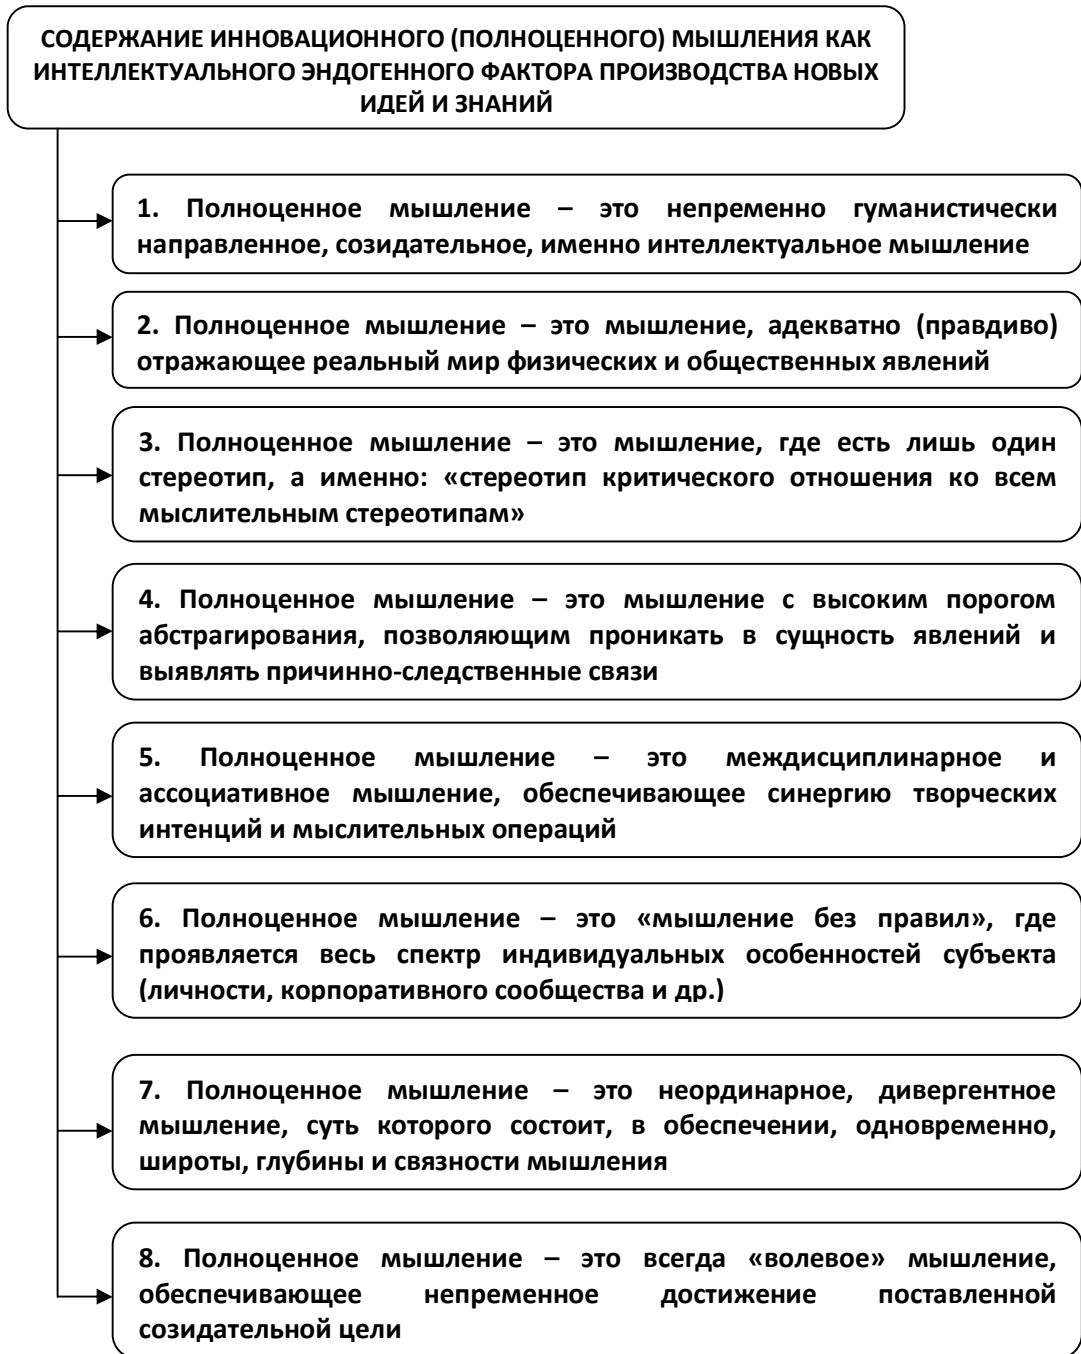 СОДЕРЖАНИЕ ИННОВАЦИОННОГО (ПОЛНОЦЕННОГО) МЫШЛЕНИЯ КАК
ИНТЕЛЛЕКТУАЛЬНОГО ЭНДОГЕННОГО ФАКТОРА ПРОИЗВОДСТВА НОВЫХ
ИДЕЙ И ЗНАНИЙ
1. Полноценное мышление – это непременно гуманистически
направленное, созидательное, именно интеллектуальное мышление
2. Полноценное мышление – это мышление, адекватно (правдиво)
отражающее реальный мир физических и общественных явлений
3. Полноценное мышление – это мышление, где есть лишь один
стереотип, а именно: «стереотип критического отношения ко всем
мыслительным стереотипам»
4. Полноценное мышление – это мышление с высоким порогом
абстрагирования, позволяющим проникать в сущность явлений и
выявлять причинно-следственные связи
5. Полноценное мышление – это междисциплинарное и
ассоциативное мышление, обеспечивающее синергию творческих
интенций и мыслительных операций
6. Полноценное мышление – это «мышление без правил», где
проявляется весь спектр индивидуальных особенностей субъекта
(личности, корпоративного сообщества и др.)
7. Полноценное мышление – это неординарное, дивергентное
мышление, суть которого состоит, в обеспечении, одновременно,
широты, глубины и связности мышления
8. Полноценное мышление – это всегда «волевое» мышление,
обеспечивающее непременное достижение поставленной
созидательной цели